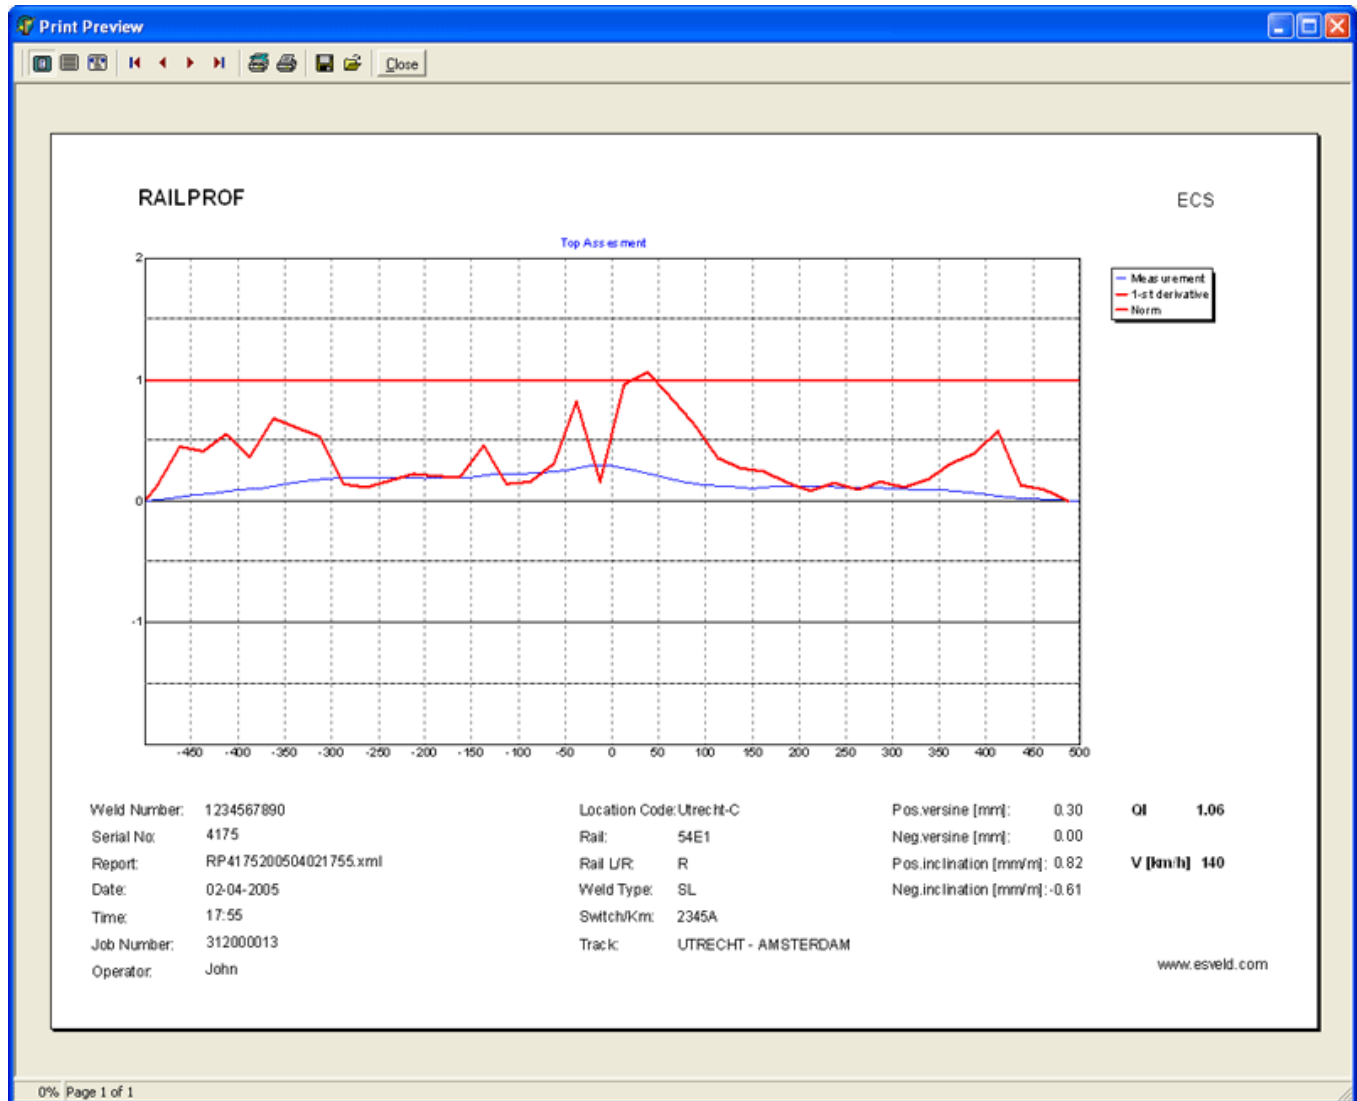 Print Preview
Close
RAILPROF
ECS
Top Assesment
Measurement
1-st derivative
Norm
2
1
0
-1
-450 -400 -350 -300 -250 -200 -150 -100 -50 0 50 100 150 200 250 300 350 400 450 500
Weld Number: 1234567890 Location Code: Utrecht-C Pos.versine [mm]: 0.30 QI 1.06
Serial No: 4175 Rail: 54E1 Neg.versine [mm]: 0.00
Report: RP4175200504021755.xml Rail L/R: R Pos.inclination [mm/m]: 0.82 V [km/h] 140
Date: 02-04-2005 Weld Type: SL Neg.inclination [mm/m]: -0.61
Time: 17:55 Switch/Km: 2345A
Job Number: 312000013 Track: UTRECHT - AMSTERDAM
Operator: John
www.esveld.com
0% Page 1 of 1